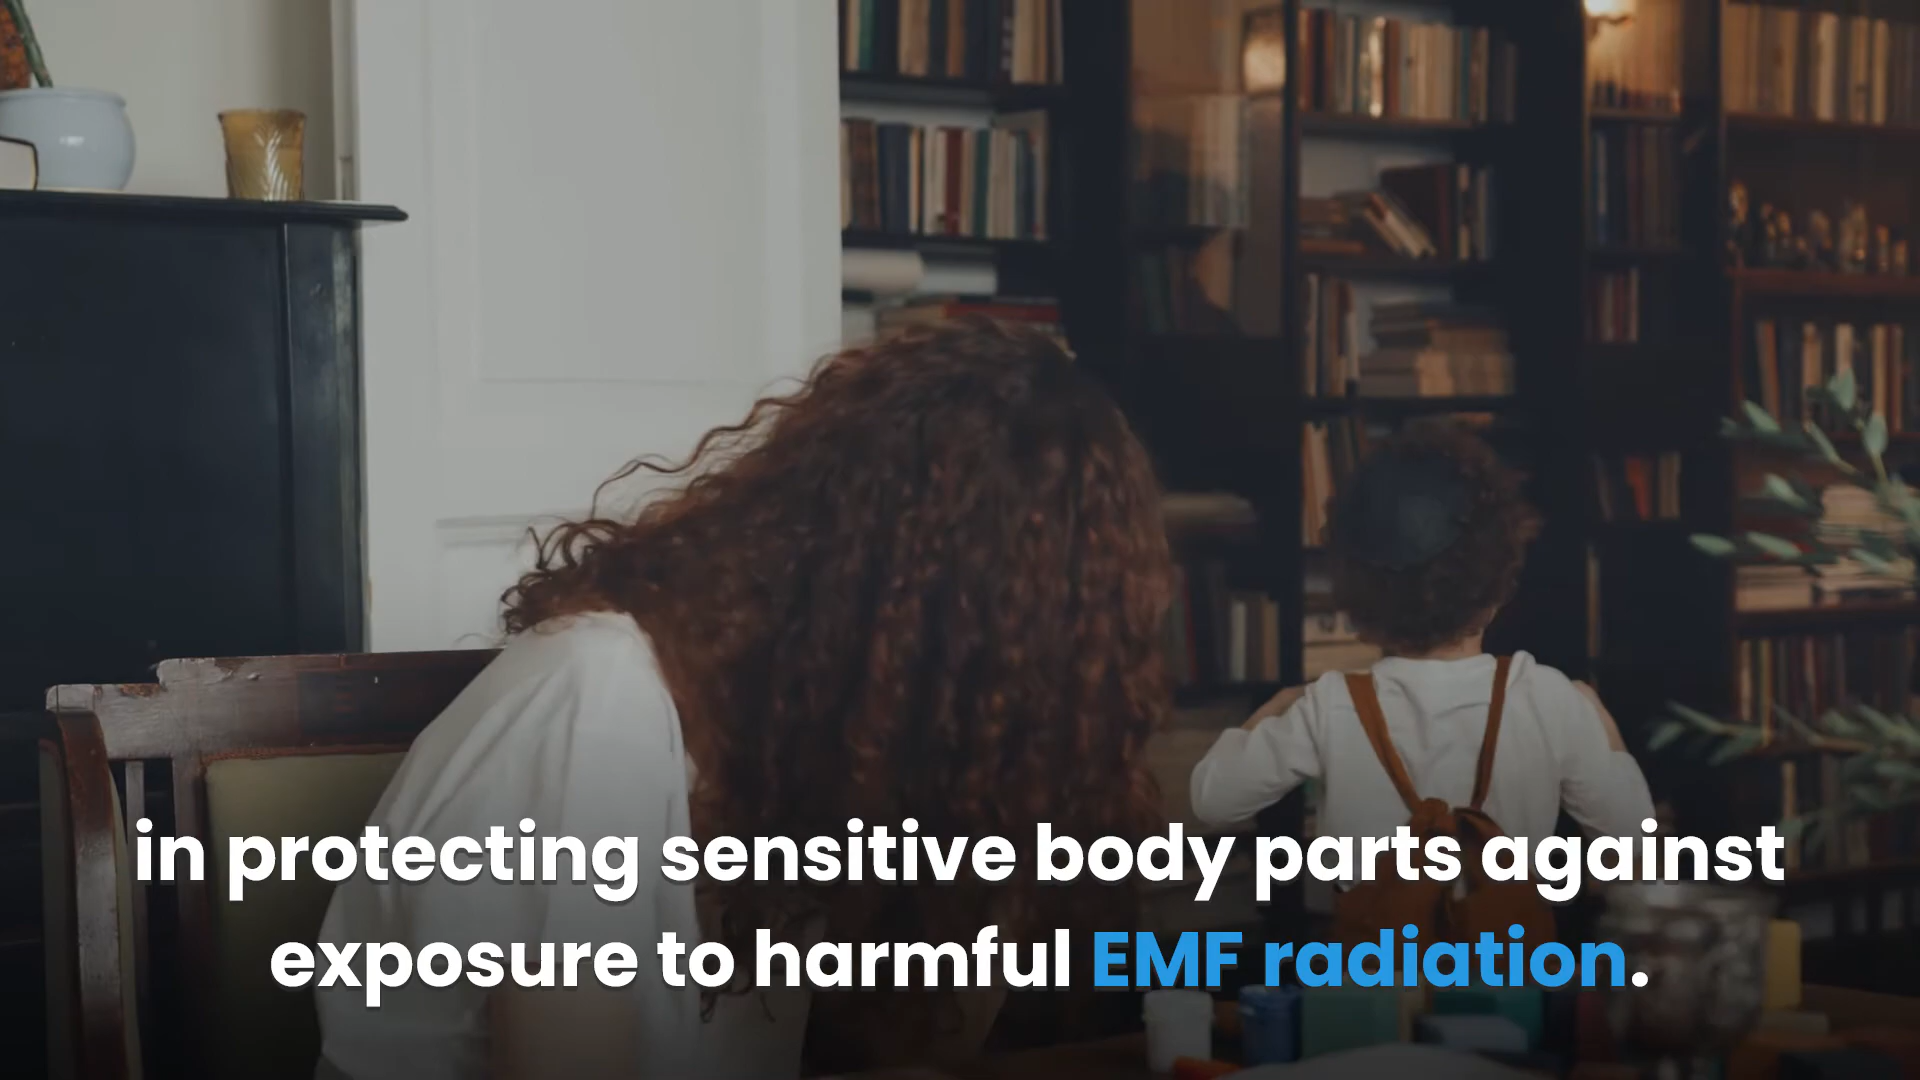 in protecting sensitive body parts against
exposure to harmful EMF radiation.